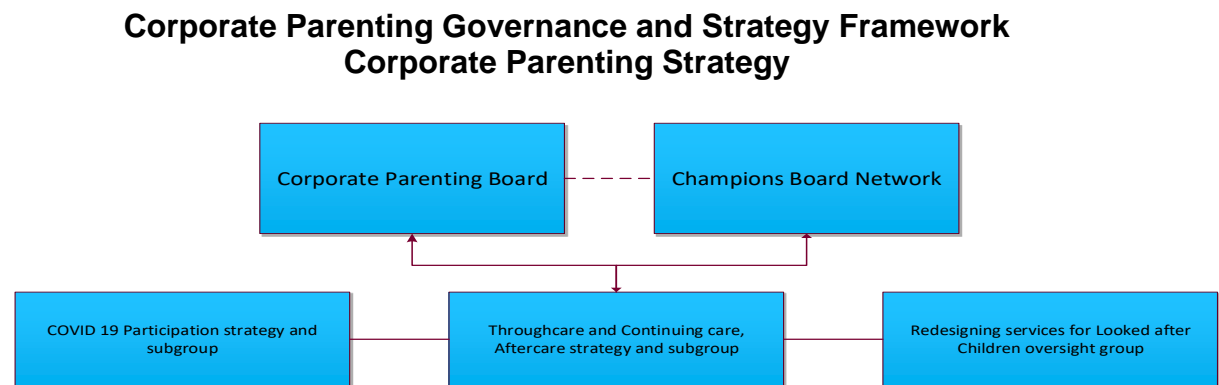 Corporate Parenting Governance and Strategy Framework
Corporate Parenting Strategy
Corporate Parenting Board
Champions Board Network
COVID 19 Participation strategy and
subgroup
Throughcare and Continuing care,
Aftercare strategy and subgroup
Redesigning services for Looked after
Children oversight group